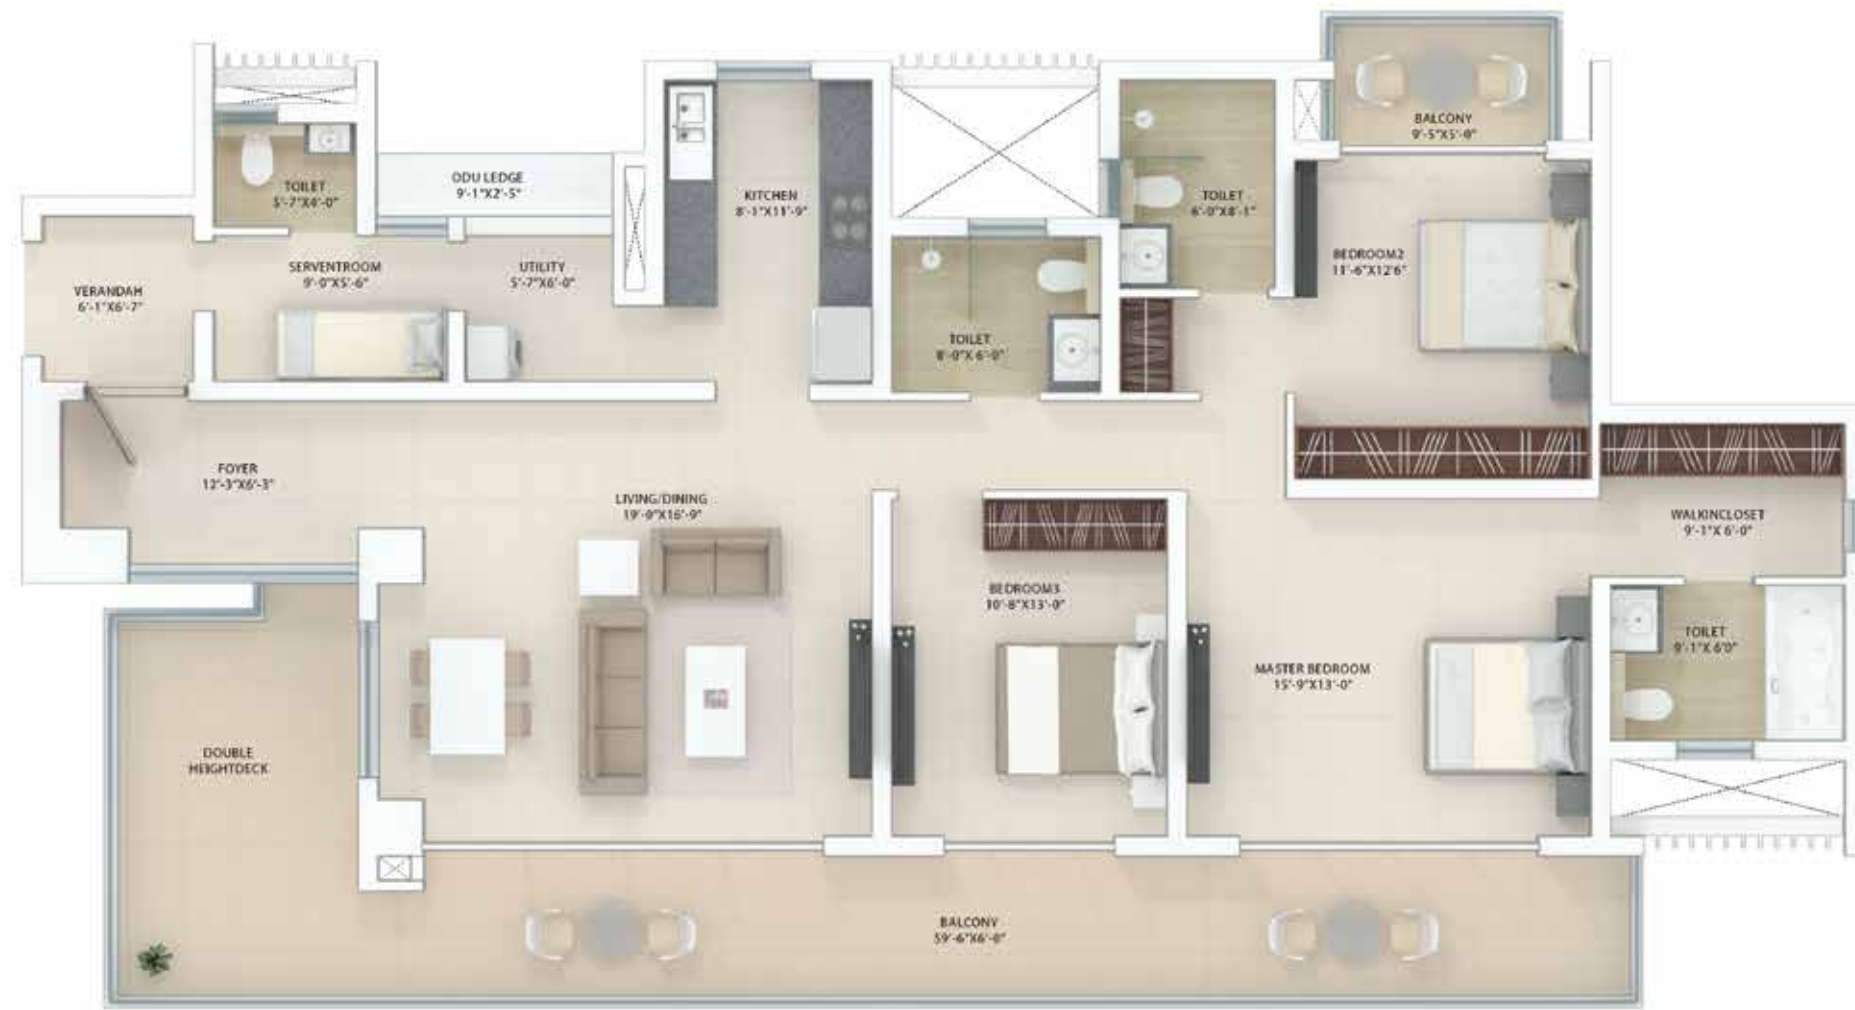 BALCONY
9'-5"X5'-0"
ODU LEDGE
9'-1"X2'-5"
TOILET
5'-7"X4'-0"
KITCHEN
8'-1"X11'-9"
TOILET
6'-0"X8'-1"
BEDROOM2
11'-6"X12'6"
SERVENTROOM
9'-0"X5'-6"
UTILITY
5'-7"X6'-0"
VERANDAH
6'-1"X6'-7"
TOILET
8'-0"X 6'-0"
FOYER
12'-3"X6'-3"
LIVING/DINING
19'-0"X16'-9"
WALKINCLOSET
9'-1"X 6'-0"
BEDROOM3
10'-8"X13'-0"
TOILET
9'-1"X 6'0"
MASTER BEDROOM
15'-9"X13'-0"
DOUBLE
HEIGHTDECK
BALCONY
59'-6"X6'-0"